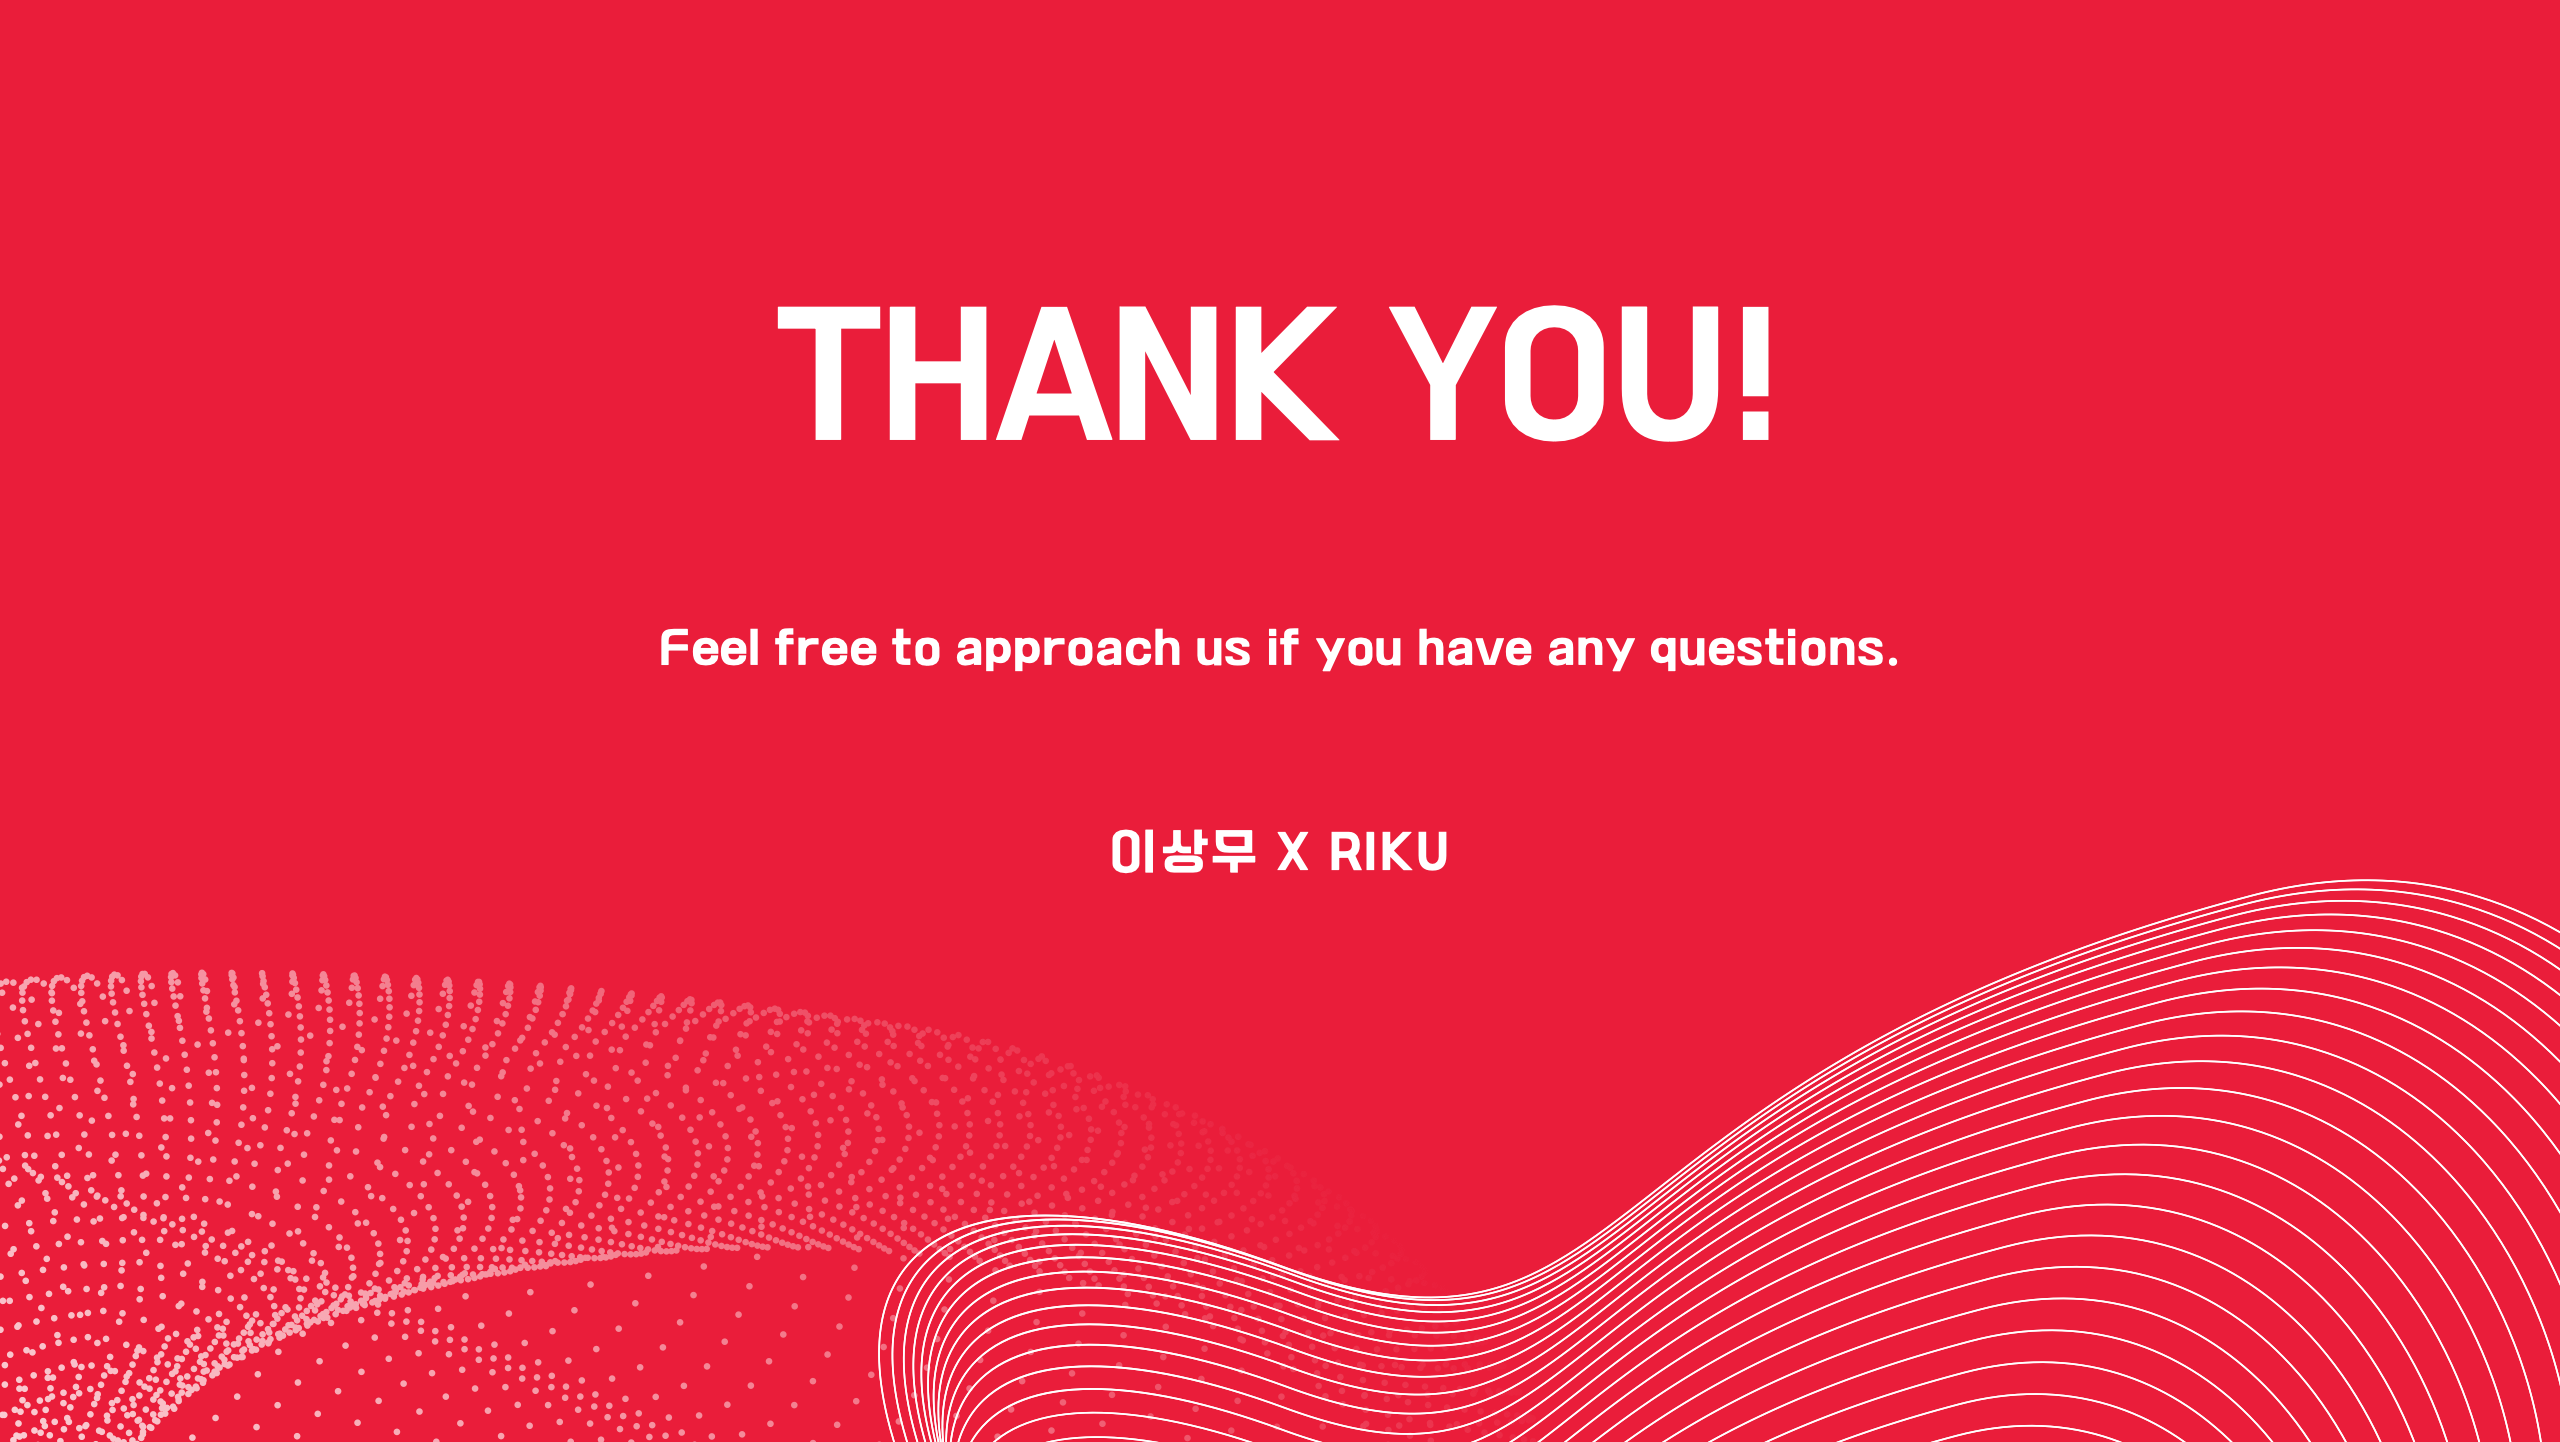 THANK YOU!
Feel free to approach us if you have any questions.
이상무 X RIKU